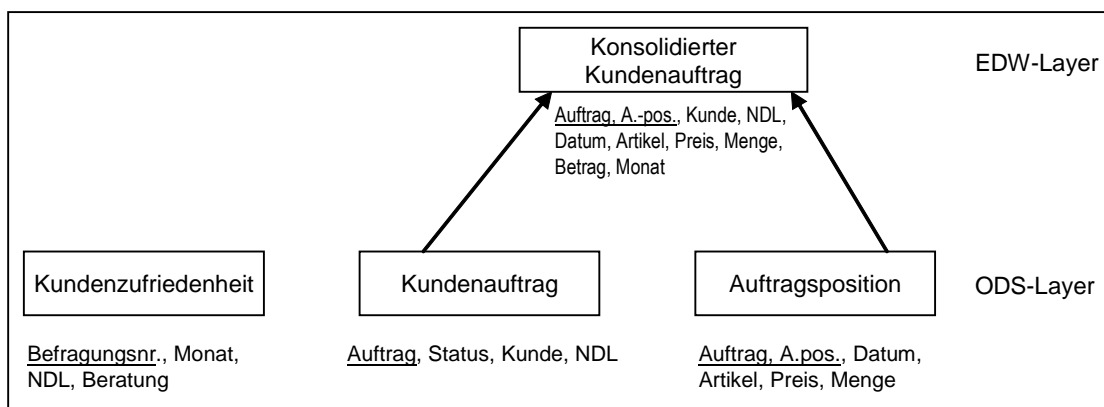 Konsolidierter
Kundenauftrag
EDW-Layer
Auftrag, A.-pos., Kunde, NDL,
Datum, Artikel, Preis, Menge,
Betrag, Monat
Kundenzufriedenheit
Kundenauftrag
Auftragsposition
ODS-Layer
Befragungsnr., Monat,
NDL, Beratung
Auftrag, Status, Kunde, NDL
Auftrag, A.pos., Datum,
Artikel, Preis, Menge